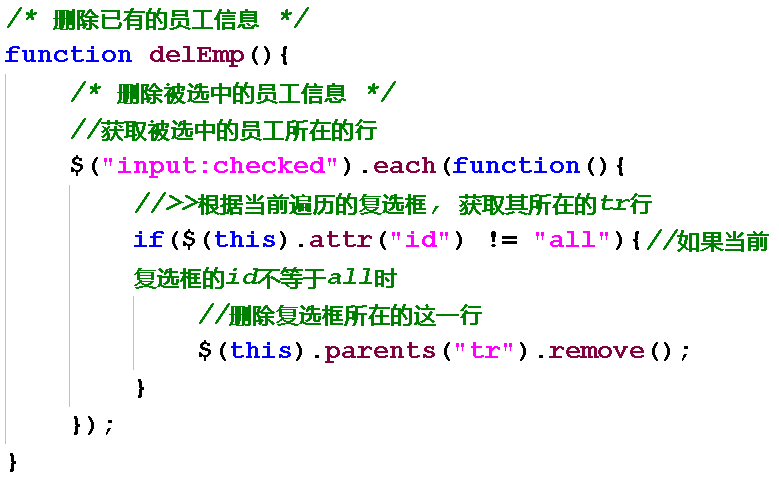 /* 删除已有的员工信息 */
function delEmp(){
/* 删除被选中的员工信息 */
//获取被选中的员工所在的行
$("input:checked").each(function(){
//>>根据当前遍历的复选框, 获取其所在的tr行
if($(this).attr("id") != "all"){//如果当前
复选框的id不等于all时
//删除复选框所在的这一行
$(this).parents("tr").remove();
}
});
}